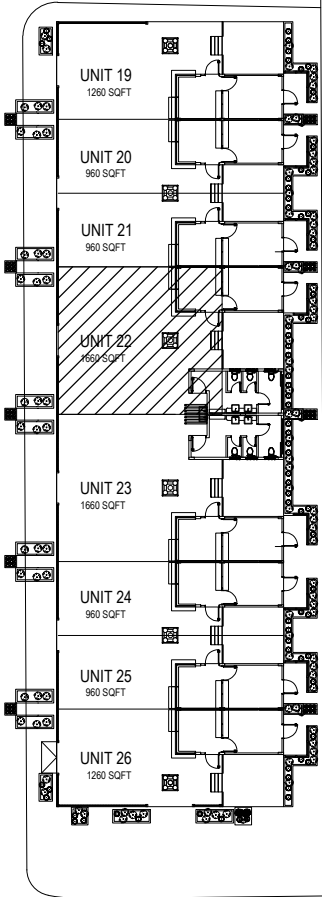 UNIT 19
1260 SQFT
UNIT 20
960 SQFT
UNIT 21
960 SQFT
UNIT 22
1660 SQFT
UNIT 23
1660 SQFT
UNIT 24
960 SQFT
UNIT 25
960 SQFT
UNIT 26
1260 SQFT